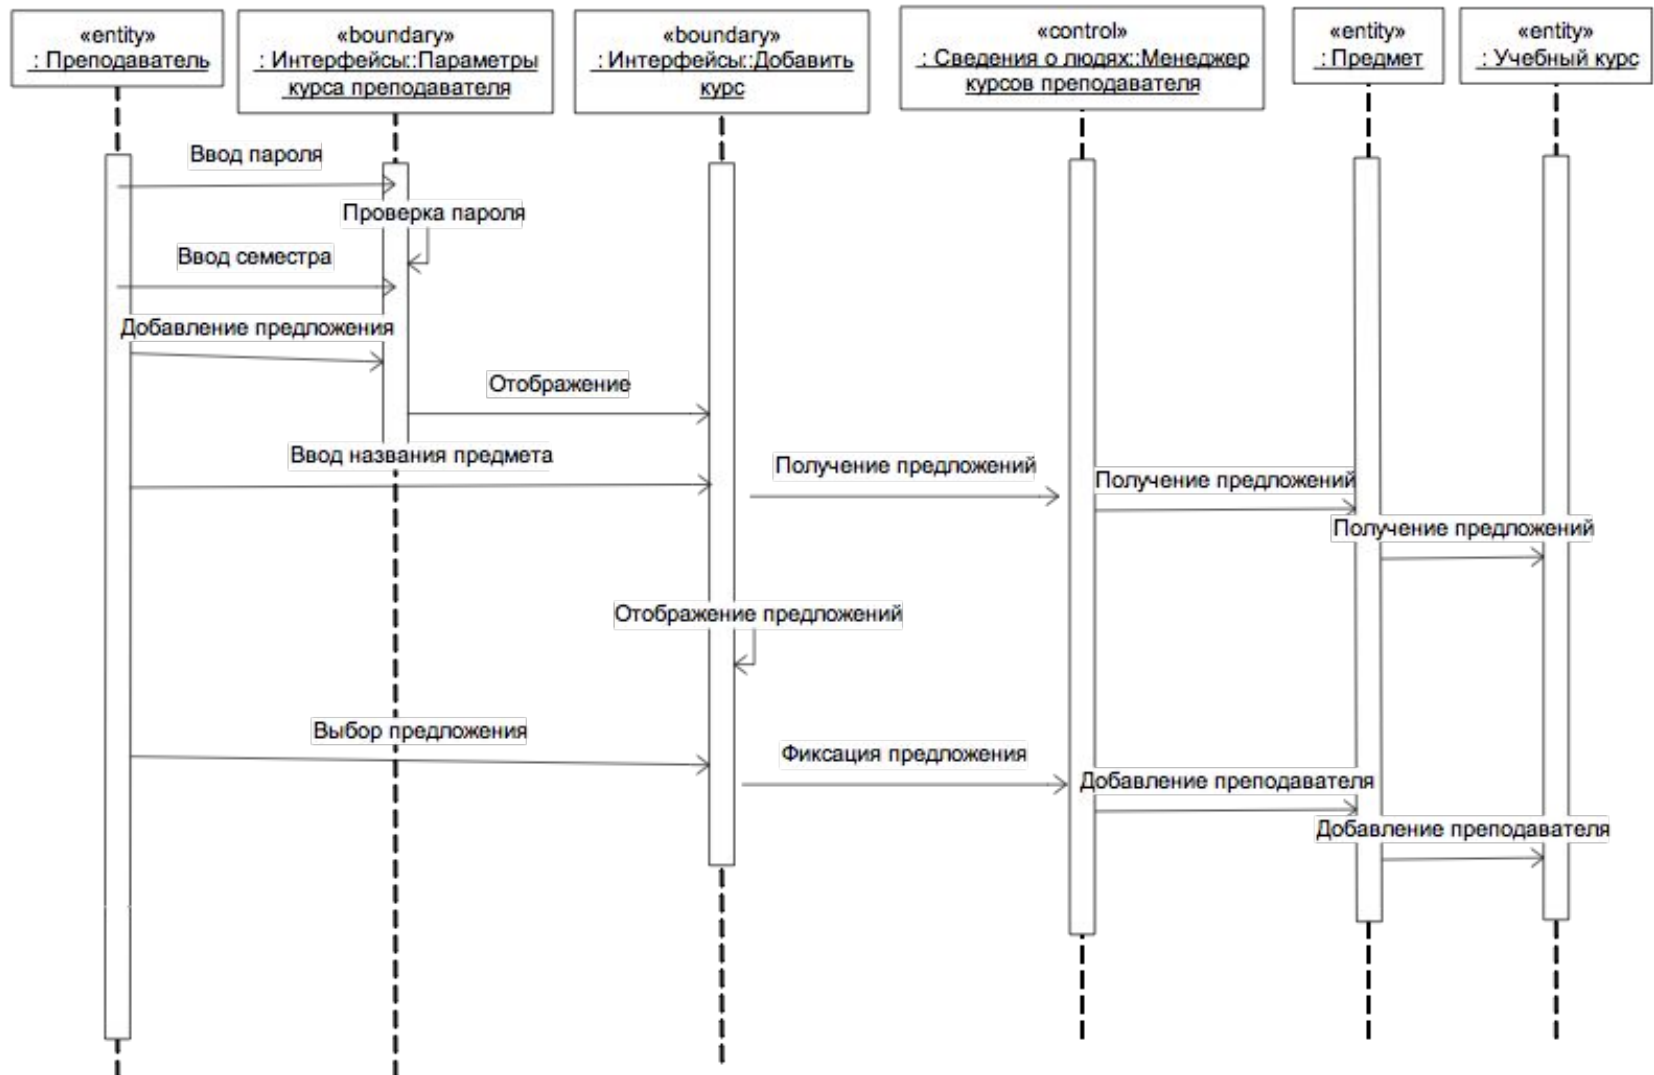 «entity»
: Преподаватель
«boundary»
: Интерфейсы::Параметры
курса преподавателя
«boundary»
: Интерфейсы::Добавить
курс
«control»
: Сведения о людях::Менеджер
курсов преподавателя
«entity»
: Предмет
«entity»
: Учебный курс
Ввод пароля
Проверка пароля
Ввод семестра
Добавление предложения
Отображение
Ввод названия предмета
Получение предложений
Получение предложений
Получение предложений
Отображение предложений
Выбор предложения
Фиксация предложения
Добавление преподавателя
Добавление преподавателя